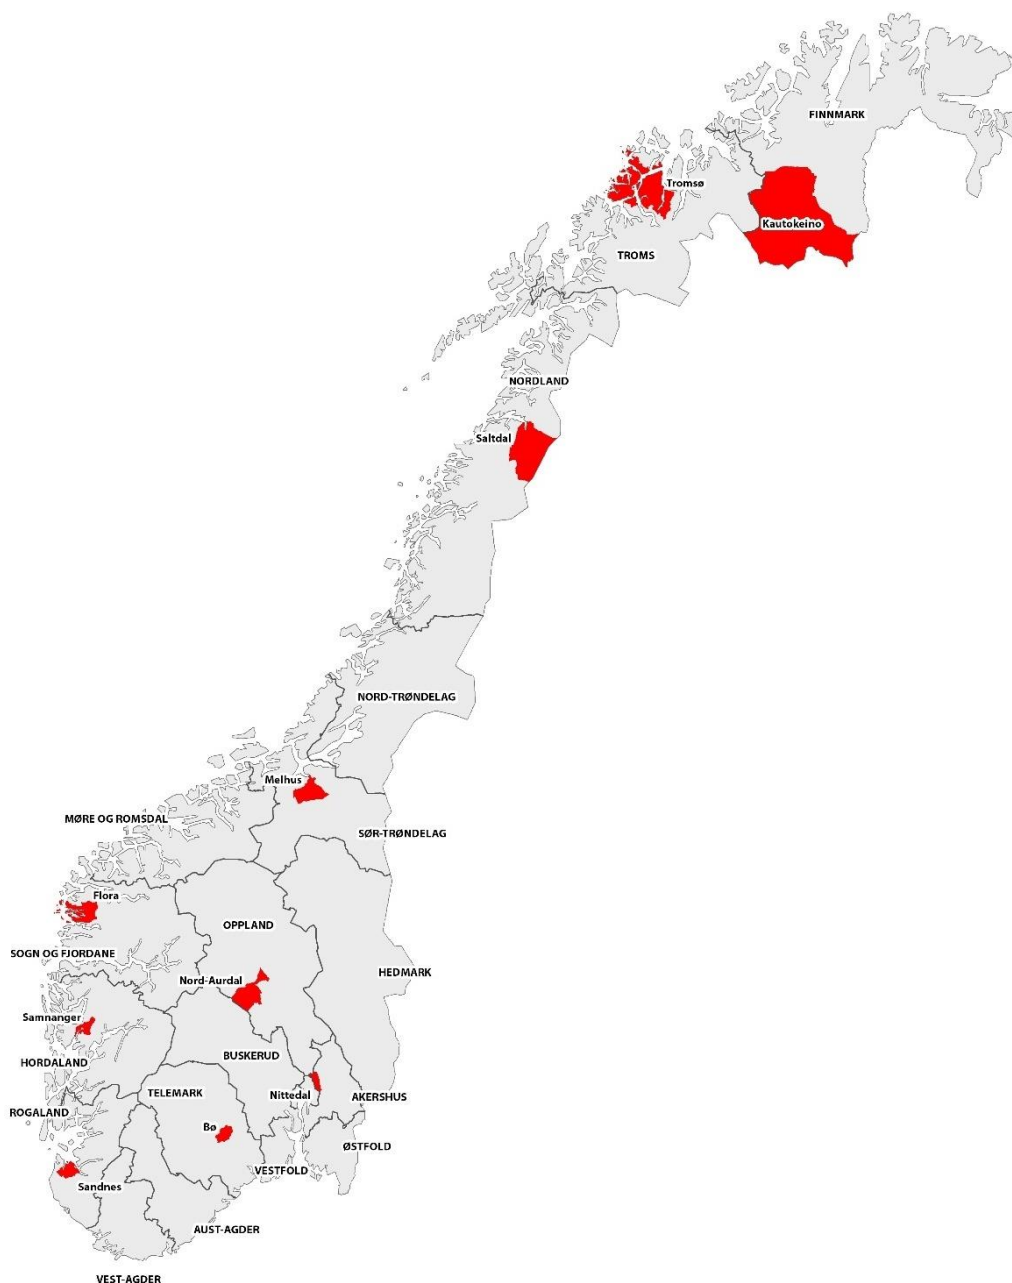 FINNMARK
Tromsø
Kautokeino
TROMS
NORDLAND
Saltdal
NORD-TRØNDELAG
Melhus
MØRE OG ROMSDAL
SØR-TRØNDELAG
Flora
OPPLAND
SOGN OG FJORDANE
HEDMARK
Nord-Aurdal
Samnanger
BUSKERUD
HORDALAND
TELEMARK
Nittedal
AKERSHUS
ROGALAND
Bø
ØSTFOLD
VESTFOLD
Sandnes
AUST-AGDER
VEST-AGDER